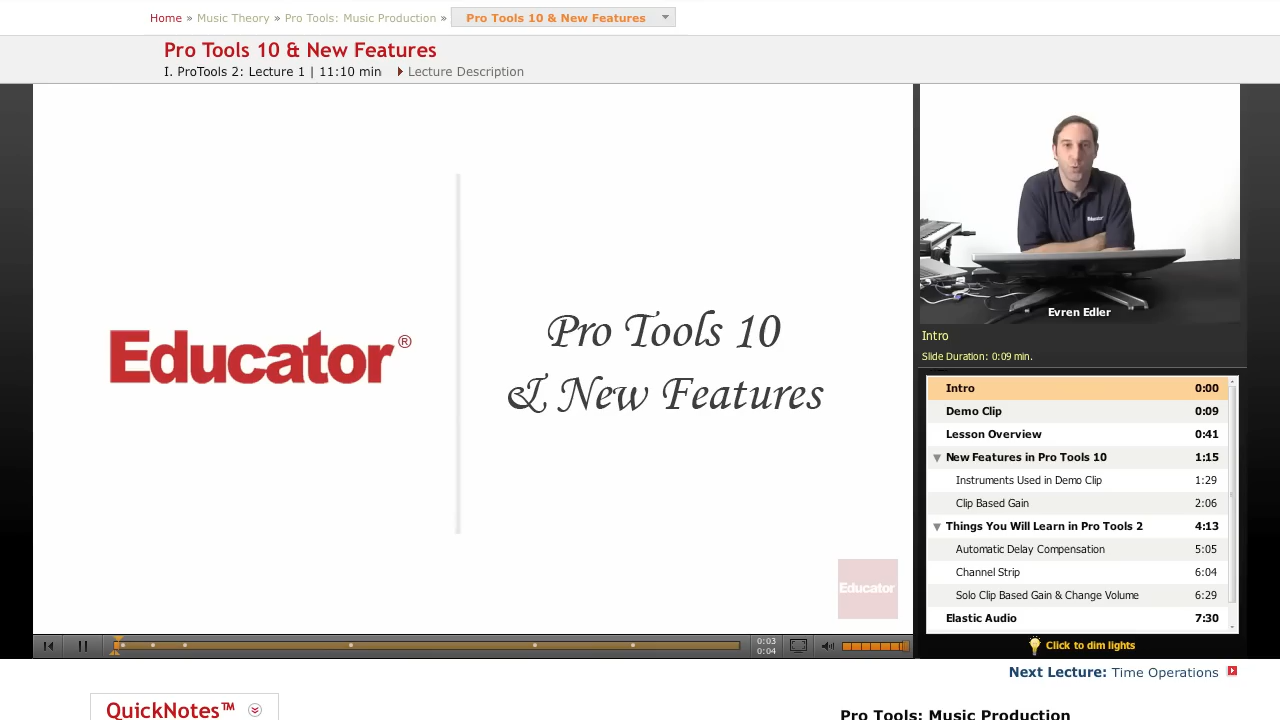 Home » Music Theory » Pro Tools: Music Production » Pro Tools 10 & New Features
Pro Tools 10 & New Features
I. ProTools 2: Lecture 1 | 11:10 min Lecture Description
Educator®
Pro Tools 10
& New Features
Educator
Educator
Evren Edler
Intro
Slide Duration: 0:09 min.
Intro 0:00
Demo Clip 0:09
Lesson Overview 0:41
New Features in Pro Tools 10 1:15
Instruments Used in Demo Clip 1:29
Clip Based Gain 2:06
Things You Will Learn in Pro Tools 2 4:13
Automatic Delay Compensation 5:05
Channel Strip 6:04
Solo Clip Based Gain & Change Volume 6:29
Elastic Audio 7:30
0:03
0:04
Click to dim lights
Next Lecture: Time Operations
QuickNotes™
Pro Tools: Music Production